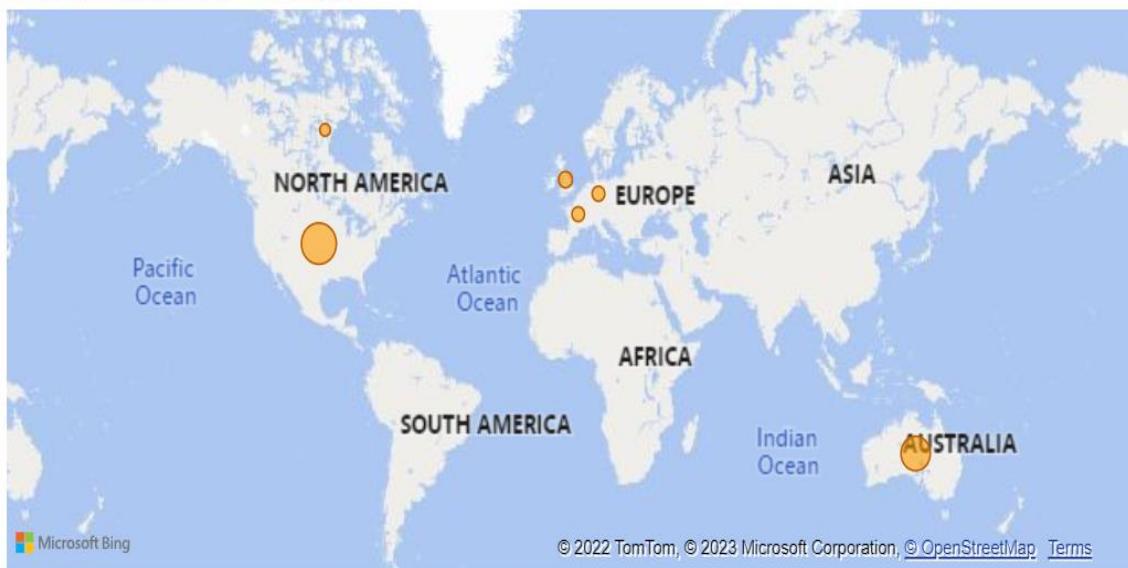 NORTH AMERICA
EUROPE
ASIA
Pacific
Ocean
Atlantic
Ocean
AFRICA
SOUTH AMERICA
Indian
Ocean
AUSTRALIA
Microsoft Bing
© 2022 TomTom, © 2023 Microsoft Corporation, © OpenStreetMap Terms